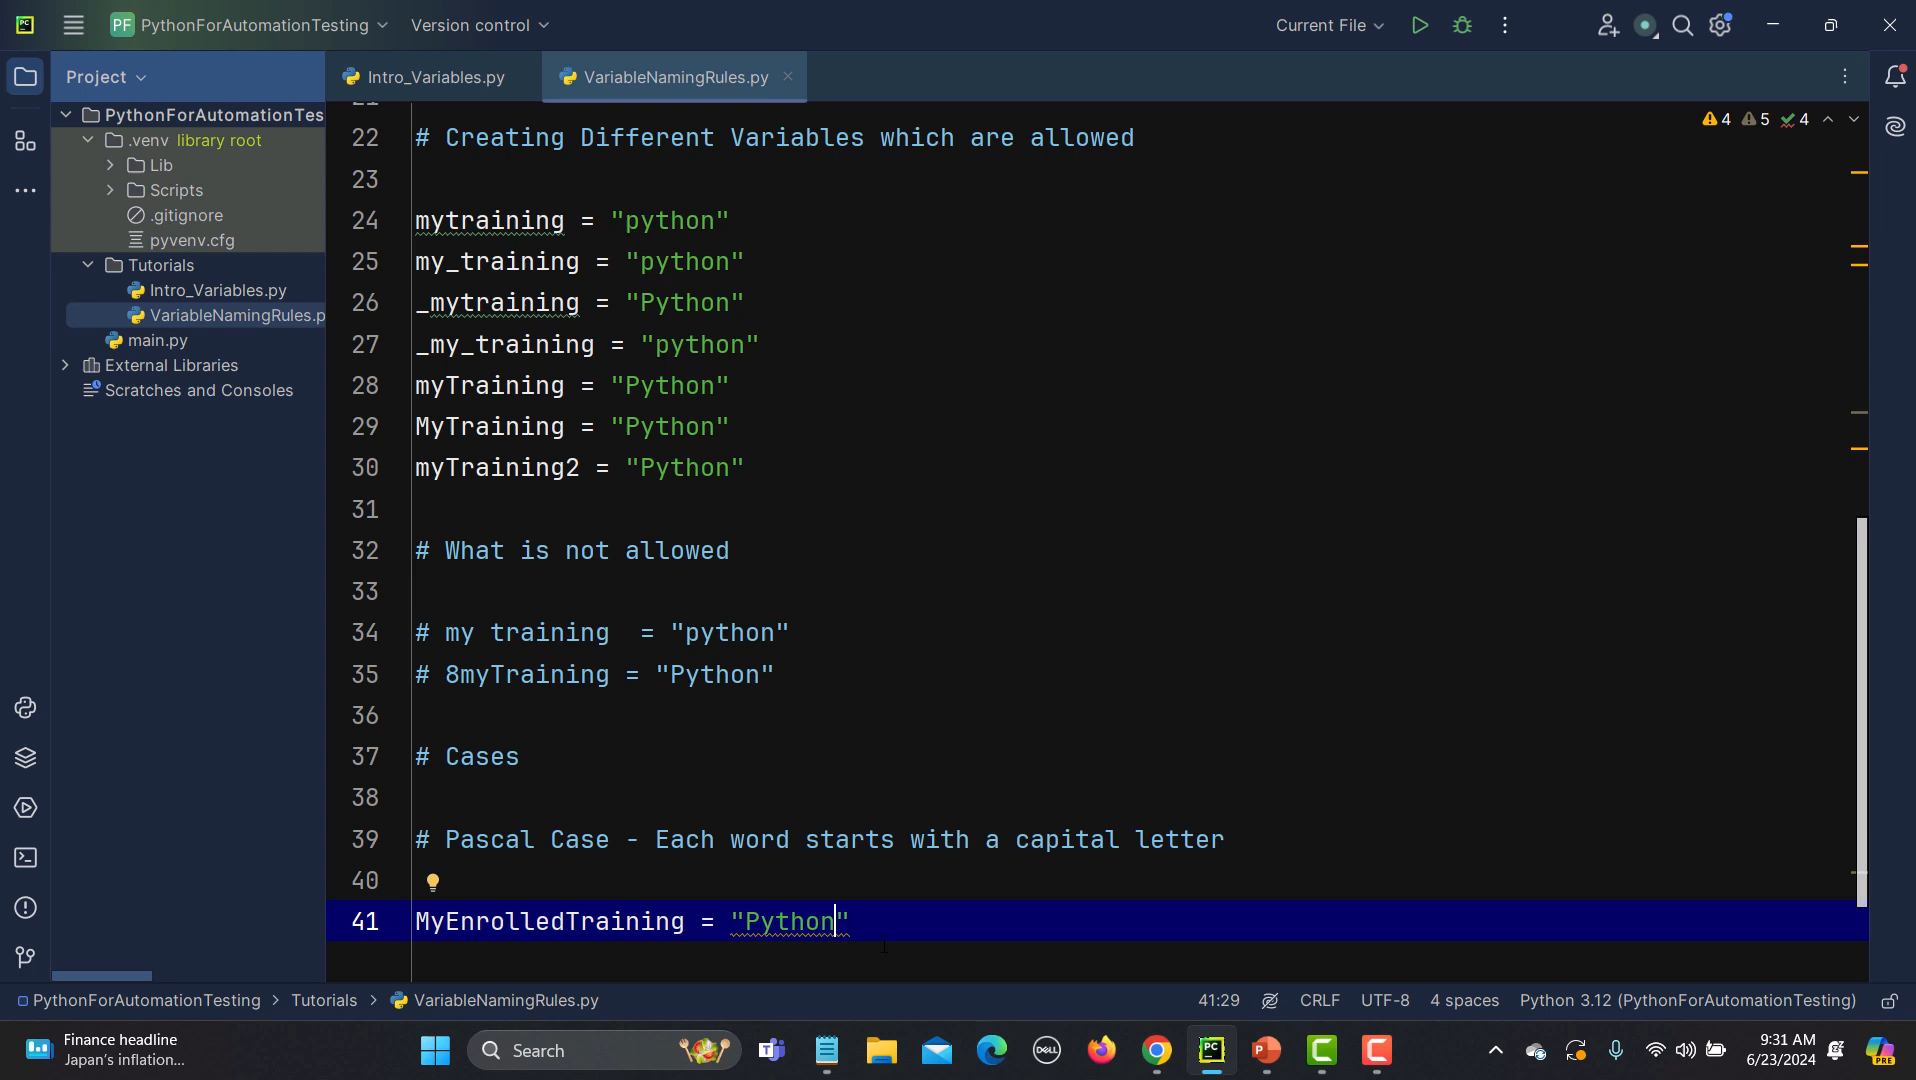 PC PF PythonForAutomationTesting Version control Current File
Project
Intro_Variables.py VariableNamingRules.py
PythonForAutomationTes
.venv library root
Lib
Scripts
.gitignore
pyvenv.cfg
Tutorials
Intro_Variables.py
VariableNamingRules.p
main.py
External Libraries
Scratches and Consoles
4 5 4
22 # Creating Different Variables which are allowed
23
24 mytraining = "python"
25 my_training = "python"
26 _mytraining = "Python"
27 _my_training = "python"
28 myTraining = "Python"
29 MyTraining = "Python"
30 myTraining2 = "Python"
31
32 # What is not allowed
33
34 # my training  = "python"
35 # 8myTraining = "Python"
36
37 # Cases
38
39 # Pascal Case - Each word starts with a capital letter
40
41 MyEnrolledTraining = "Python"
PythonForAutomationTesting > Tutorials > VariableNamingRules.py 41:29 CRLF UTF-8 4 spaces Python 3.12 (PythonForAutomationTesting)
Finance headline
Japan's inflation...
Search
DELL
PC
P
C
C
9:31 AM
6/23/2024
PRE